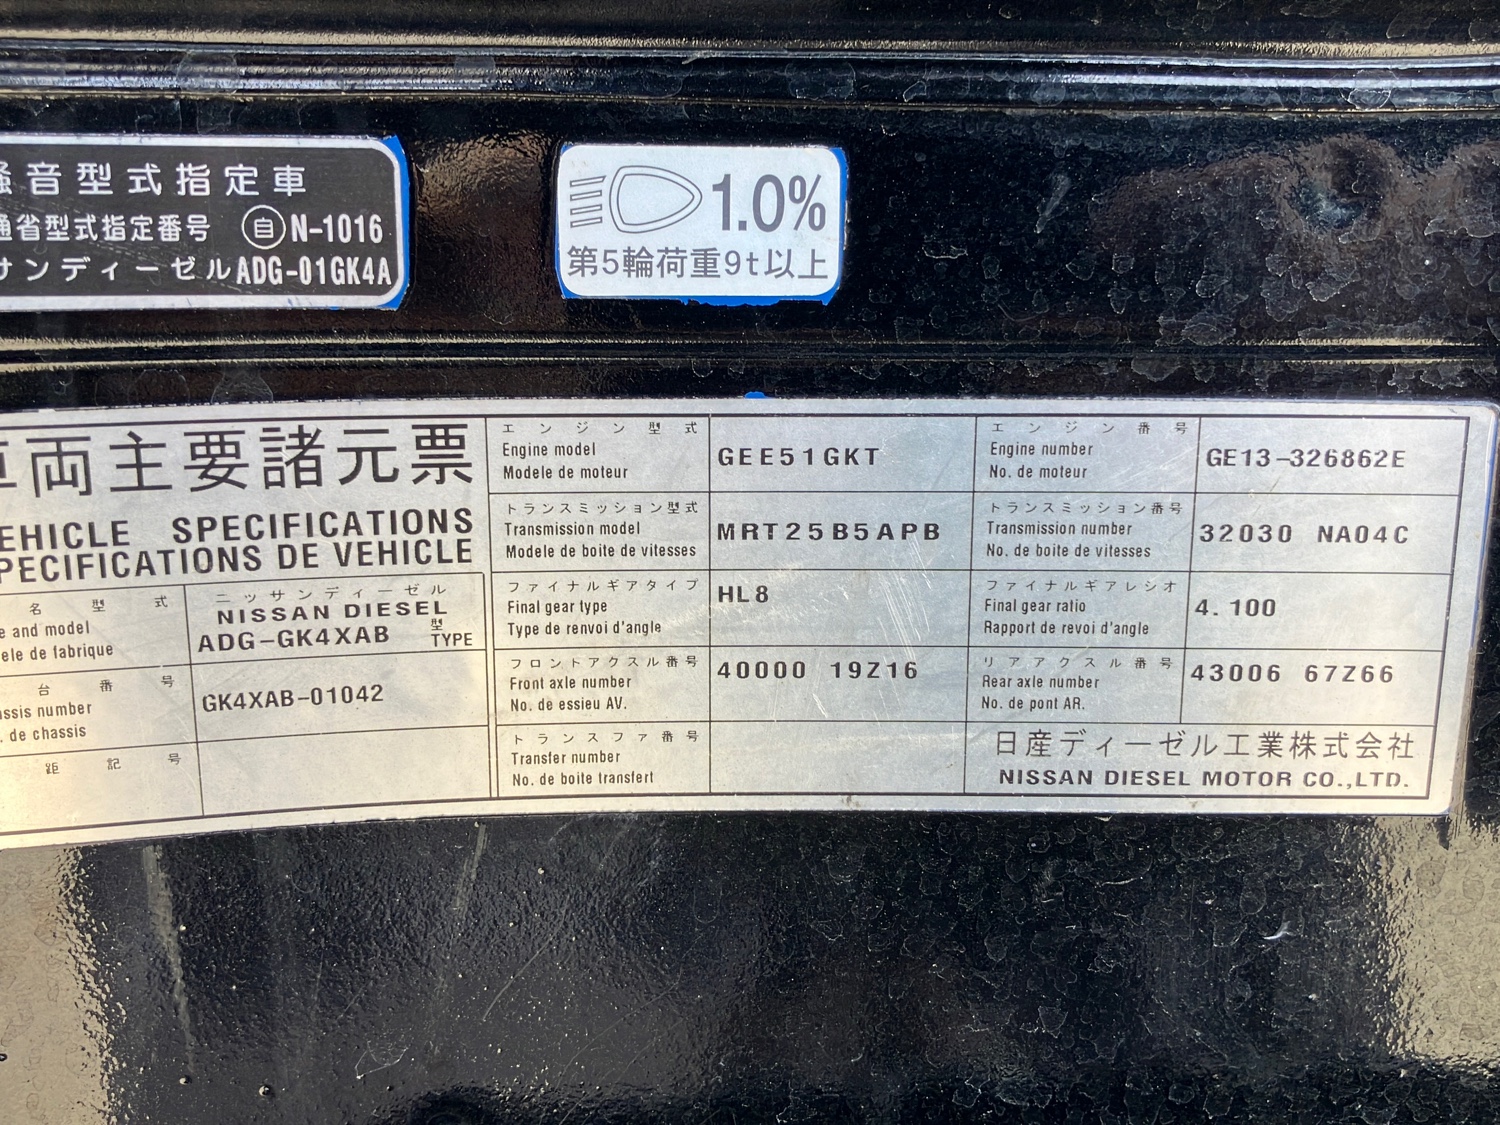 騒音型式指定車
通省型式指定番号 自 N-1016
サンディーゼル ADG-01GK4A
1.0%
第5輪荷重9t以上
車両主要諸元票
EHICLE SPECIFICATIONS
PECIFICATIONS DE VEHICLE
名 型 式
e and model
ele de fabrique
ニッサンディーゼル
NISSAN DIESEL
ADG-GK4XAB 型 TYPE
台番号
assis number
. de chassis
GK4XAB-01042
距 記 号
エンジン型式
Engine model
Modele de moteur
GEE51GKT
エンジン番号
Engine number
No. de moteur
GE13-326862E
トランスミッション型式
Transmission model
Modele de boite de vitesses
MRT25B5APB
トランスミッション番号
Transmission number
No. de boite de vitesses
32030 NA04C
ファイナルギアタイプ
Final gear type
Type de renvoi d'angle
HL8
ファイナルギアレシオ
Final gear ratio
Rapport de revoi d'angle
4.100
フロントアクスル番号
Front axle number
No. de essieu AV.
40000 19Z16
リアアクスル番号
Rear axle number
No. de pont AR.
43006 67Z66
トランスファ番号
Transfer number
No. de boite transfert
日産ディーゼル工業株式会社
NISSAN DIESEL MOTOR CO.,LTD.